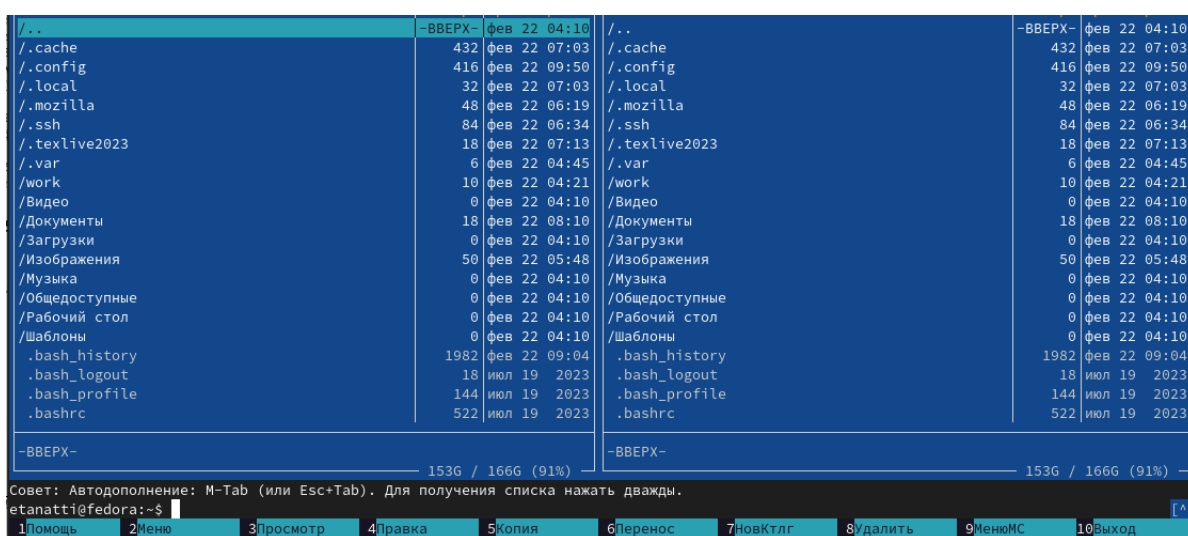 /.. -ВВЕРХ- фев 22 04:10 /.. -ВВЕРХ- фев 22 04:10
/.cache 432 фев 22 07:03 /.cache 432 фев 22 07:03
/.config 416 фев 22 09:50 /.config 416 фев 22 09:50
/.local 32 фев 22 07:03 /.local 32 фев 22 07:03
/.mozilla 48 фев 22 06:19 /.mozilla 48 фев 22 06:19
/.ssh 84 фев 22 06:34 /.ssh 84 фев 22 06:34
/.texlive2023 18 фев 22 07:13 /.texlive2023 18 фев 22 07:13
/.var 6 фев 22 04:45 /.var 6 фев 22 04:45
/work 10 фев 22 04:21 /work 10 фев 22 04:21
/Видео 0 фев 22 04:10 /Видео 0 фев 22 04:10
/Документы 18 фев 22 08:10 /Документы 18 фев 22 08:10
/Загрузки 0 фев 22 04:10 /Загрузки 0 фев 22 04:10
/Изображения 50 фев 22 05:48 /Изображения 50 фев 22 05:48
/Музыка 0 фев 22 04:10 /Музыка 0 фев 22 04:10
/Общедоступные 0 фев 22 04:10 /Общедоступные 0 фев 22 04:10
/Рабочий стол 0 фев 22 04:10 /Рабочий стол 0 фев 22 04:10
/Шаблоны 0 фев 22 04:10 /Шаблоны 0 фев 22 04:10
.bash_history 1982 фев 22 09:04 .bash_history 1982 фев 22 09:04
.bash_logout 18 июл 19 2023 .bash_logout 18 июл 19 2023
.bash_profile 144 июл 19 2023 .bash_profile 144 июл 19 2023
.bashrc 522 июл 19 2023 .bashrc 522 июл 19 2023
-ВВЕРХ- -ВВЕРХ-
153G / 166G (91%) 153G / 166G (91%)
Совет: Автодополнение: M-Tab (или Esc+Tab). Для получения списка нажать дважды.
etanatti@fedora:~$ [^
1Помощь 2Меню 3Просмотр 4Правка 5Копия 6Перенос 7НовКтлг 8Удалить 9МенюМС 10Выход